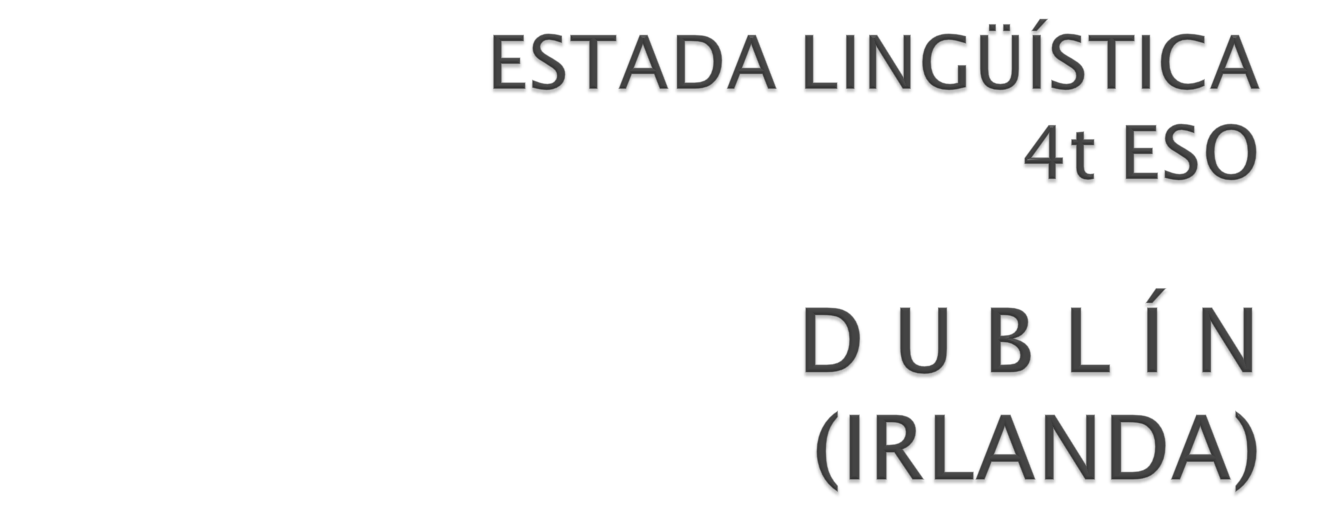 ESTADA LINGÜÍSTICA
4t ESO
D U B L Í N
(IRLANDA)